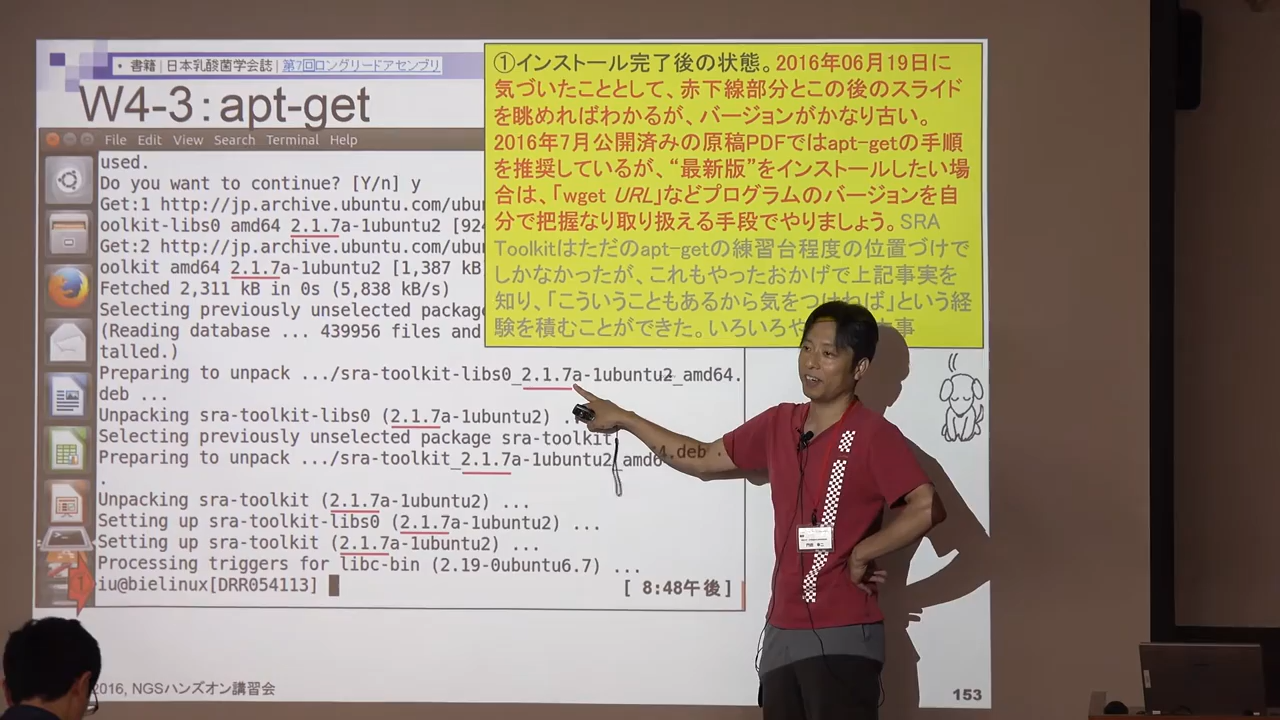 • 書籍 | 日本乳酸菌学会誌 | 第7回ロングリードアセンブリ
W4-3：apt-get
File Edit View Search Terminal Help
used.
Do you want to continue? [Y/n] y
Get:1 http://jp.archive.ubuntu.com/ubu
oolkit-libs0 amd64 2.1.7a-1ubuntu2 [924
Get:2 http://jp.archive.ubuntu.com/ubu
oolkit amd64 2.1.7a-1ubuntu2 [1,387 kB
Fetched 2,311 kB in 0s (5,838 kB/s)
Selecting previously unselected package
(Reading database ... 439956 files and
talled.)
Preparing to unpack .../sra-toolkit-libs0_2.1.7a-1ubuntu2_amd64.
deb ...
Unpacking sra-toolkit-libs0 (2.1.7a-1ubuntu2) ...
Selecting previously unselected package sra-toolkit.
Preparing to unpack .../sra-toolkit_2.1.7a-1ubuntu2_amd64.deb .
.
Unpacking sra-toolkit (2.1.7a-1ubuntu2) ...
Setting up sra-toolkit-libs0 (2.1.7a-1ubuntu2) ...
Setting up sra-toolkit (2.1.7a-1ubuntu2) ...
Processing triggers for libc-bin (2.19-0ubuntu6.7) ...
iu@bielinux[DRR054113] [ 8:48午後]
①インストール完了後の状態。2016年06月19日に
気づいたこととして、赤下線部分とこの後のスライド
を眺めればわかるが、バージョンがかなり古い。
2016年7月公開済みの原稿PDFではapt-getの手順
を推奨しているが、“最新版”をインストールしたい場
合は、「wget URL」などプログラムのバージョンを自
分で把握なり取り扱える手段でやりましょう。SRA
Toolkitはただのapt-getの練習台程度の位置づけで
しかなかったが、これもやったおかげで上記事実を
知り、「こういうこともあるから気をつけねば」という経
験を積むことができた。いろいろや 事
1
2016, NGSハンズオン講習会
153